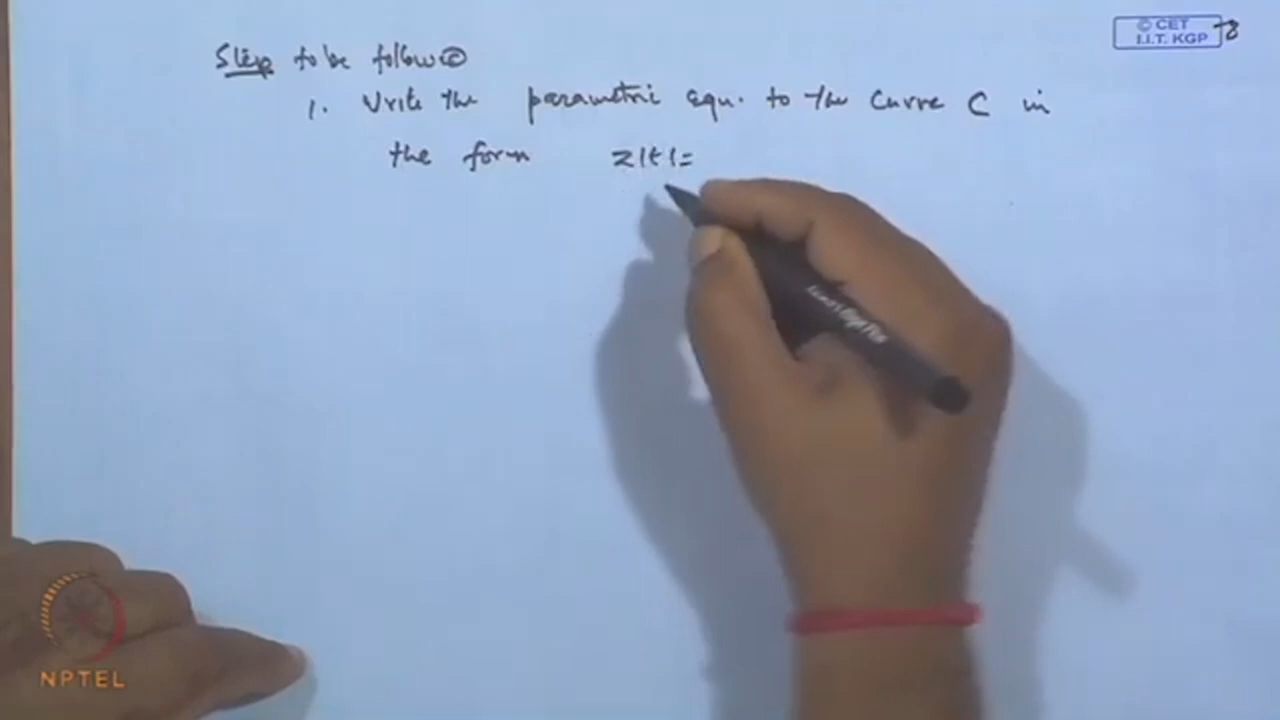 © CET
I.I.T. KGP
Step to be followed
1. Write the parametric equ. to the curve C in
the form z(t)=
NPTEL